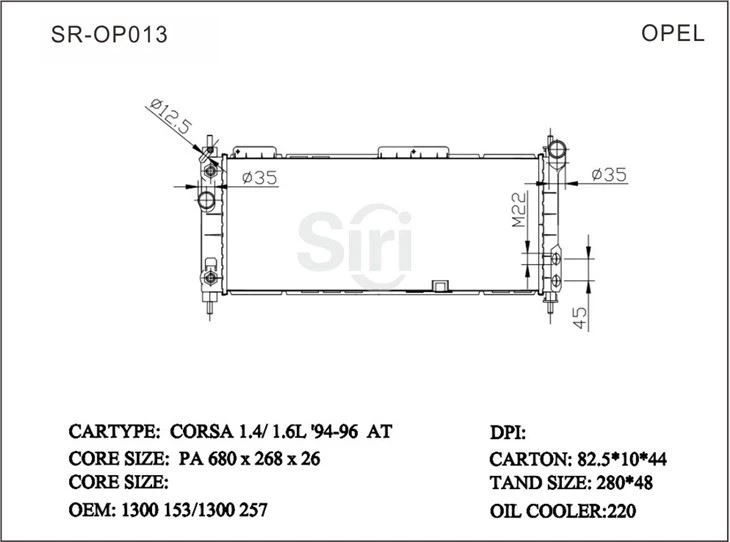 SR-OP013
OPEL
ø12.5
ø35
ø35
M22
Siri
45
CARTYPE: CORSA 1.4/ 1.6L '94-96 AT
CORE SIZE: PA 680 x 268 x 26
CORE SIZE:
OEM: 1300 153/1300 257
DPI:
CARTON: 82.5*10*44
TAND SIZE: 280*48
OIL COOLER:220